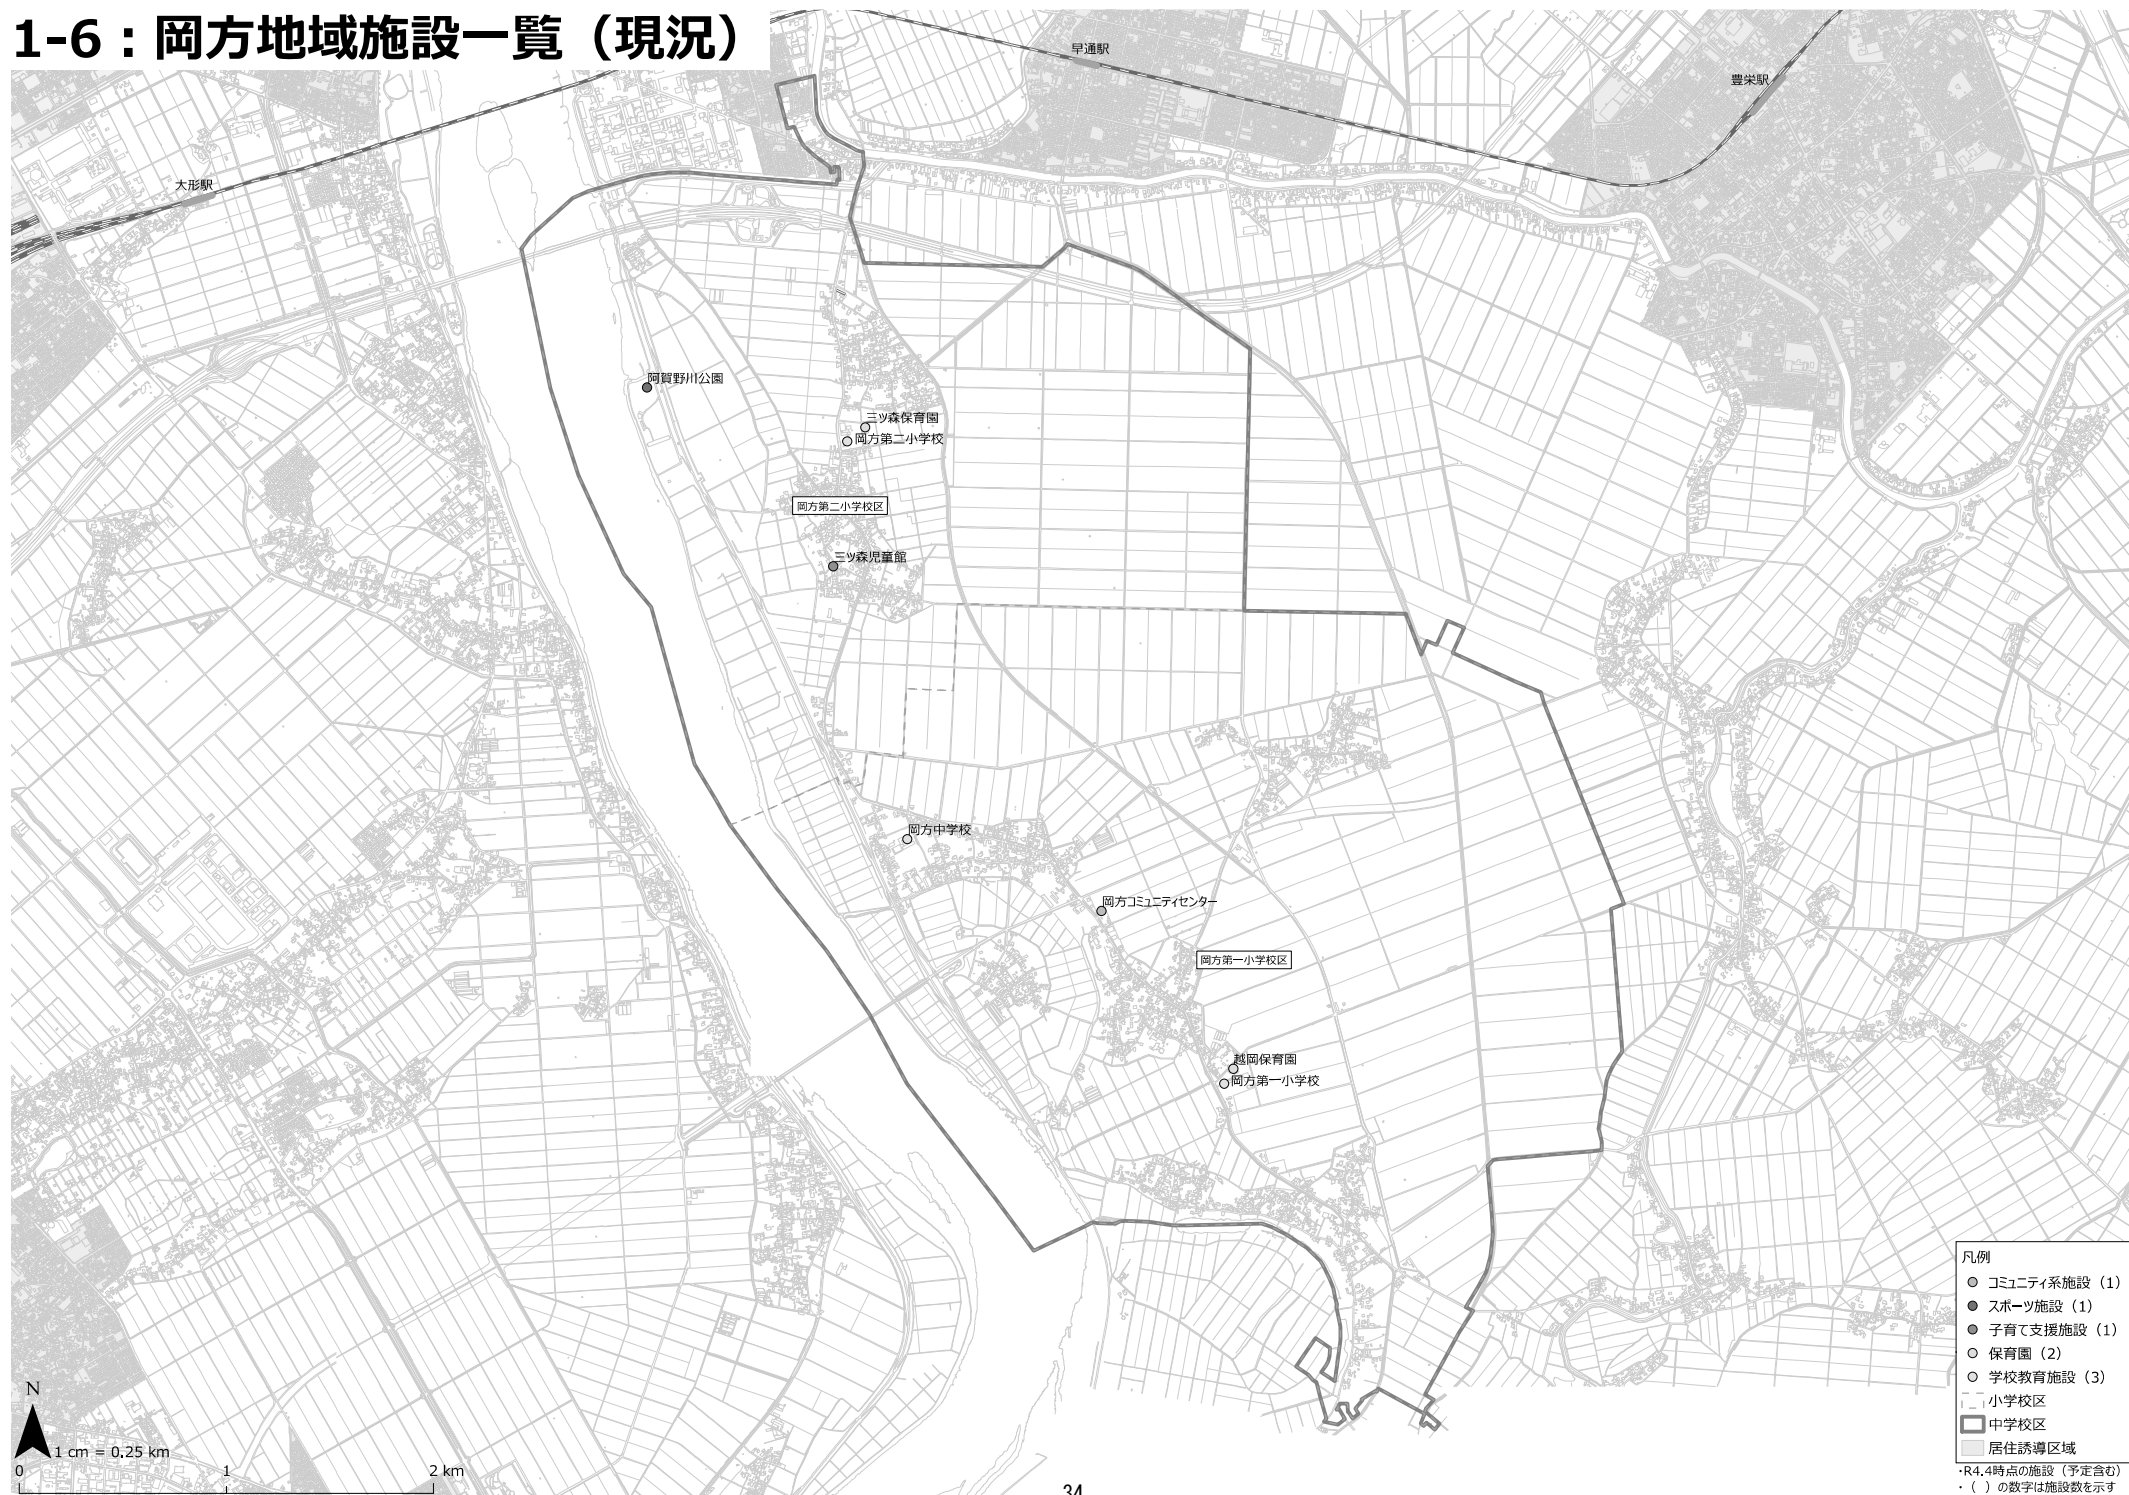 1-6：岡方地域施設一覧（現況）
早通駅
豊栄駅
大形駅
阿賀野川公園
三ツ森保育園
岡方第二小学校
岡方第二小学校区
三ツ森児童館
岡方中学校
岡方コミュニティセンター
岡方第一小学校区
越岡保育園
岡方第一小学校
凡例
コミュニティ系施設（1）
スポーツ施設（1）
子育て支援施設（1）
保育園（2）
学校教育施設（3）
小学校区
中学校区
居住誘導区域
・R4.4時点の施設（予定含む）
・（ ）の数字は施設数を示す
N
1 cm = 0.25 km
0 1 2 km
34